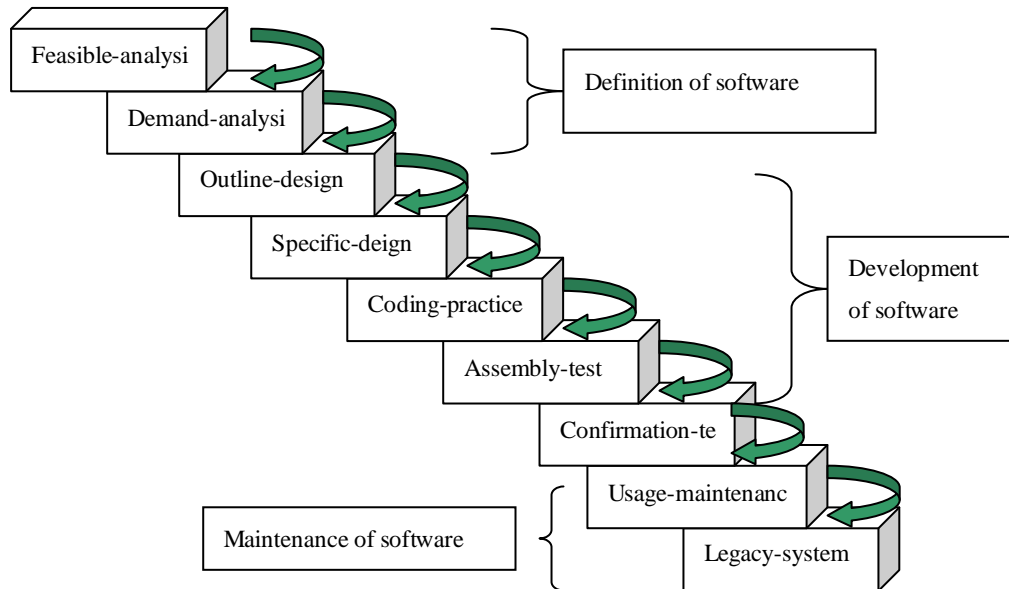 Feasible-analysi
Definition of software
Demand-analysi
Outline-design
Specific-deign
Development
of software
Coding-practice
Assembly-test
Confirmation-te
Usage-maintenanc
Maintenance of software
Legacy-system